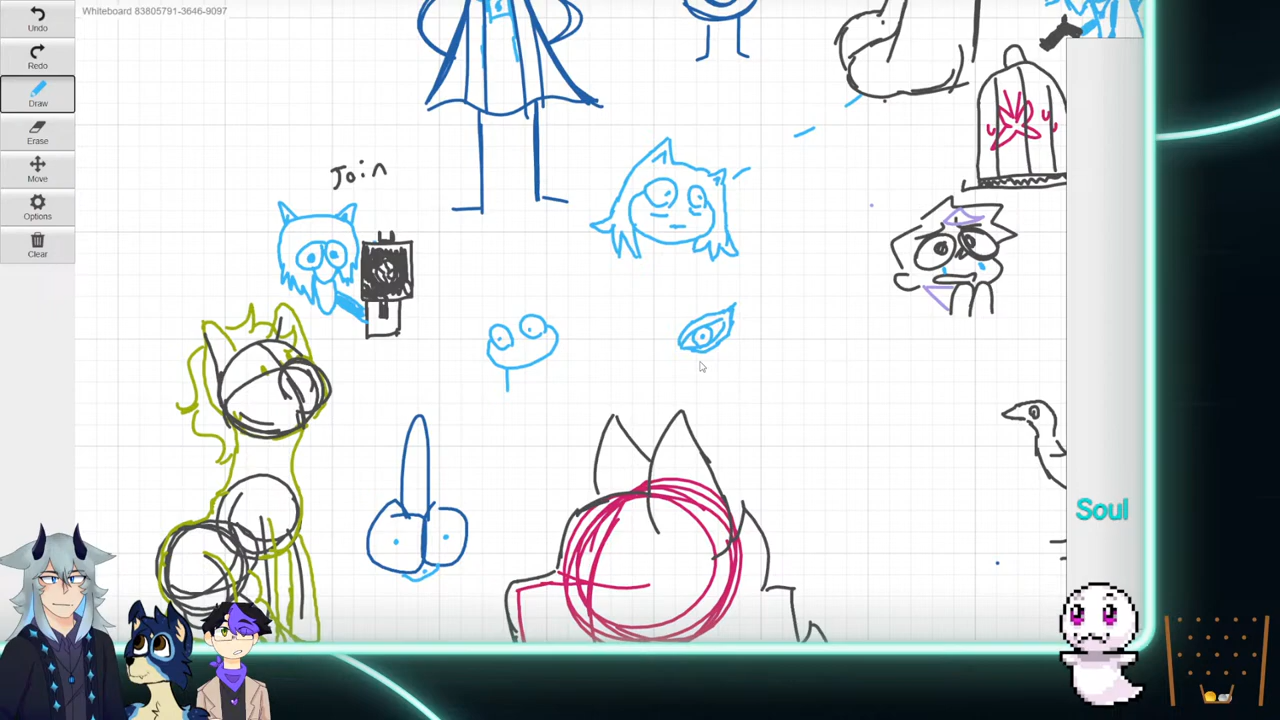 Whiteboard 83805791-3646-9097
Undo
Redo
Draw
Erase
Move
Options
Clear
Join
Soul